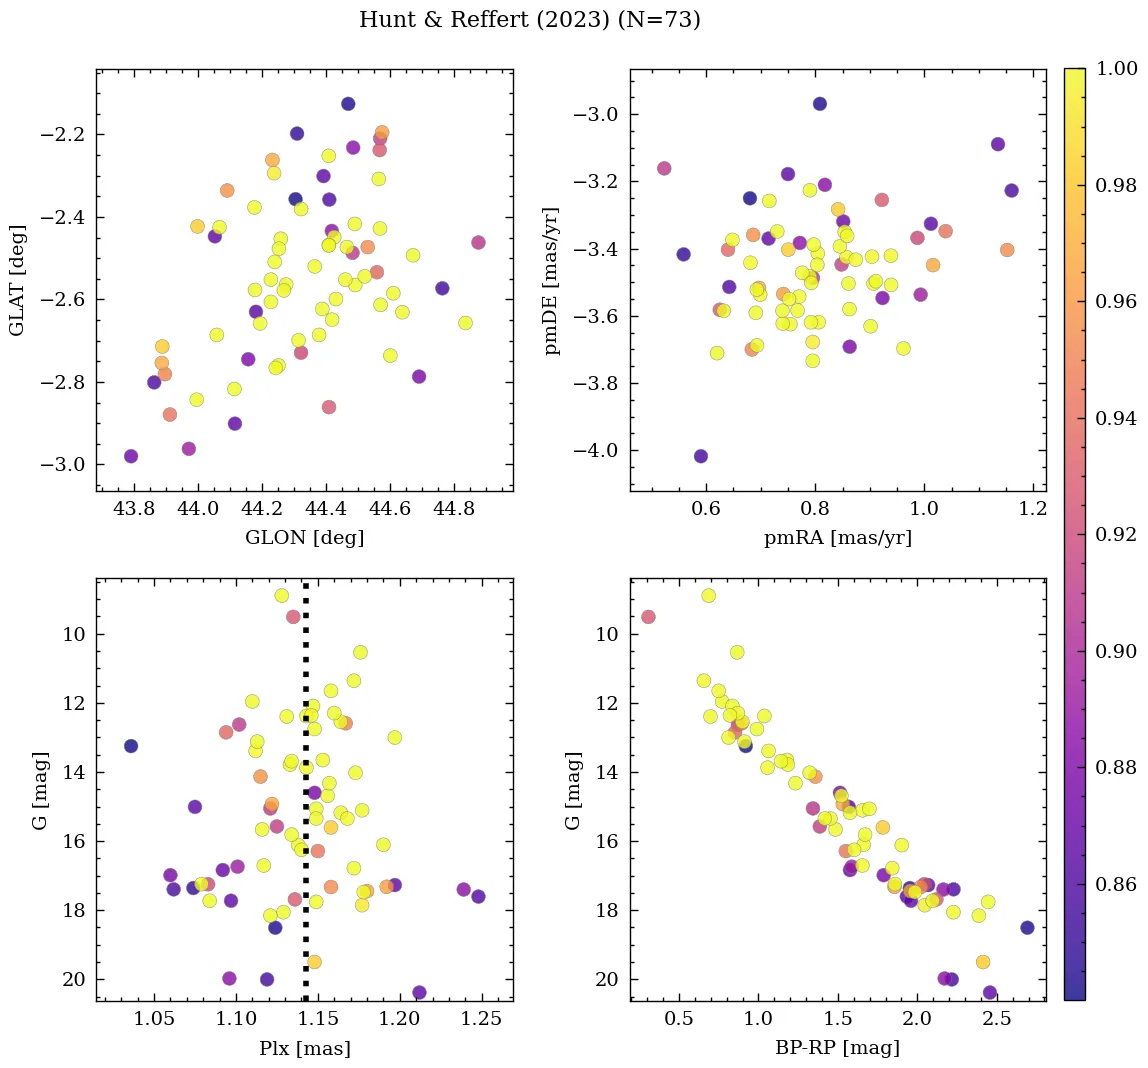 Hunt & Reffert (2023) (N=73)
−2.2
−2.4
−2.6
−2.8
−3.0
GLAT [deg]
43.8 44.0 44.2 44.4 44.6 44.8
GLON [deg]
−3.0
−3.2
−3.4
−3.6
−3.8
−4.0
pmDE [mas/yr]
0.6 0.8 1.0 1.2
pmRA [mas/yr]
10
12
14
16
18
20
G [mag]
1.05 1.10 1.15 1.20 1.25
Plx [mas]
10
12
14
16
18
20
G [mag]
0.5 1.0 1.5 2.0 2.5
BP-RP [mag]
1.00
0.98
0.96
0.94
0.92
0.90
0.88
0.86